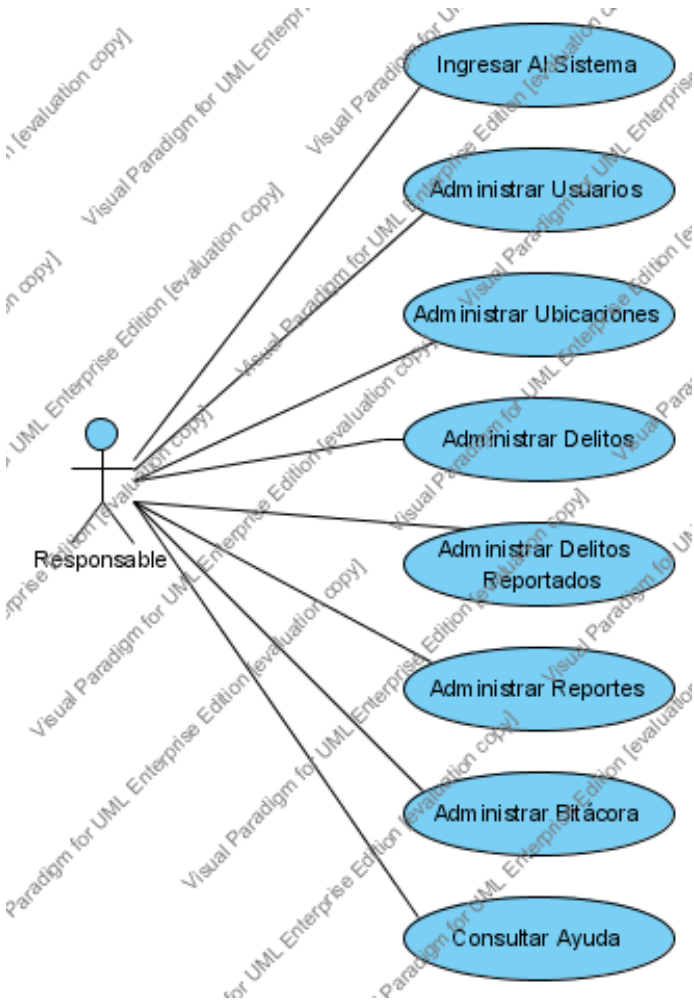 Ingresar Al Sistema
Administrar Usuarios
Administrar Ubicaciones
Administrar Delitos
Responsable
Administrar Delitos
Reportados
Administrar Reportes
Administrar Bitácora
Consultar Ayuda
Visual Paradigm for UML Enterprise Edition [evaluation copy]